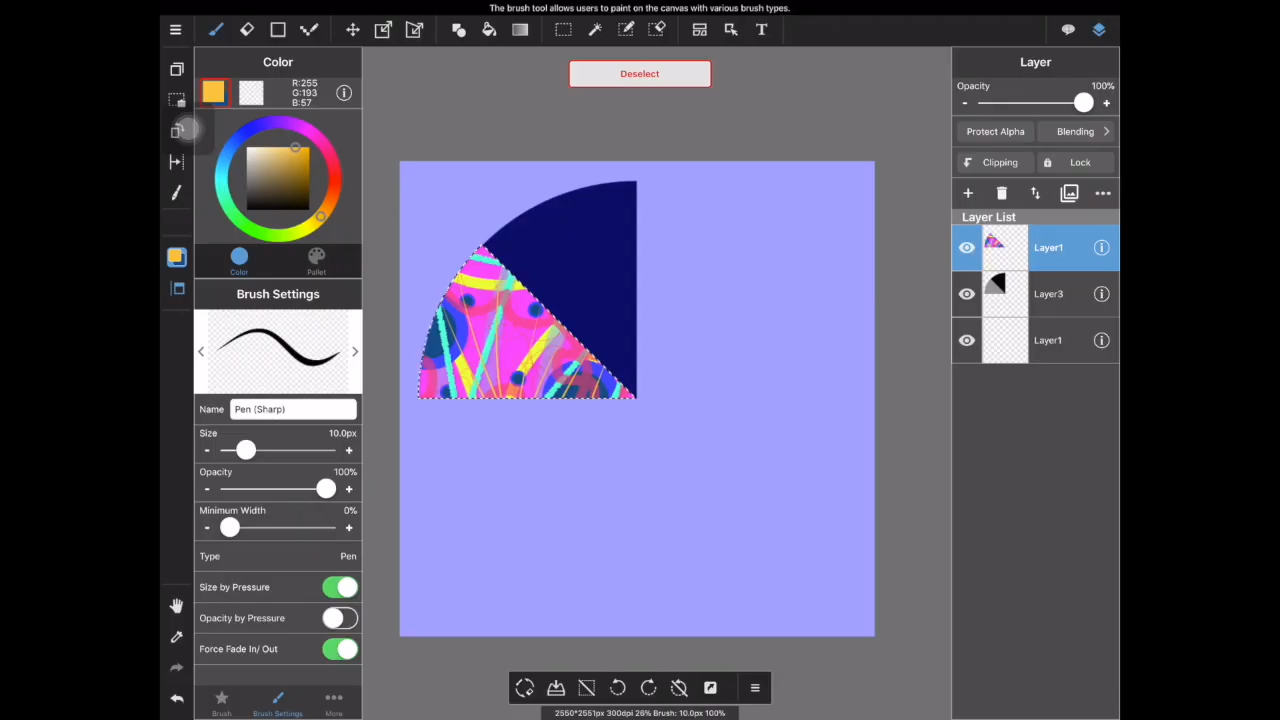 The brush tool allows users to paint on the canvas with various brush types.
T
Color
R:255
G:193
B:57
Color
Pallet
Brush Settings
Name Pen (Sharp)
Size 10.0px
- +
Opacity 100%
- +
Minimum Width 0%
- +
Type Pen
Size by Pressure
Opacity by Pressure
Force Fade In/ Out
Brush
Brush Settings
More
Deselect
2550*2551px 300dpi 26% Brush: 10.0px 100%
Layer
Opacity 100%
- +
Protect Alpha
Blending
Clipping
Lock
Layer List
Layer1
Layer3
Layer1